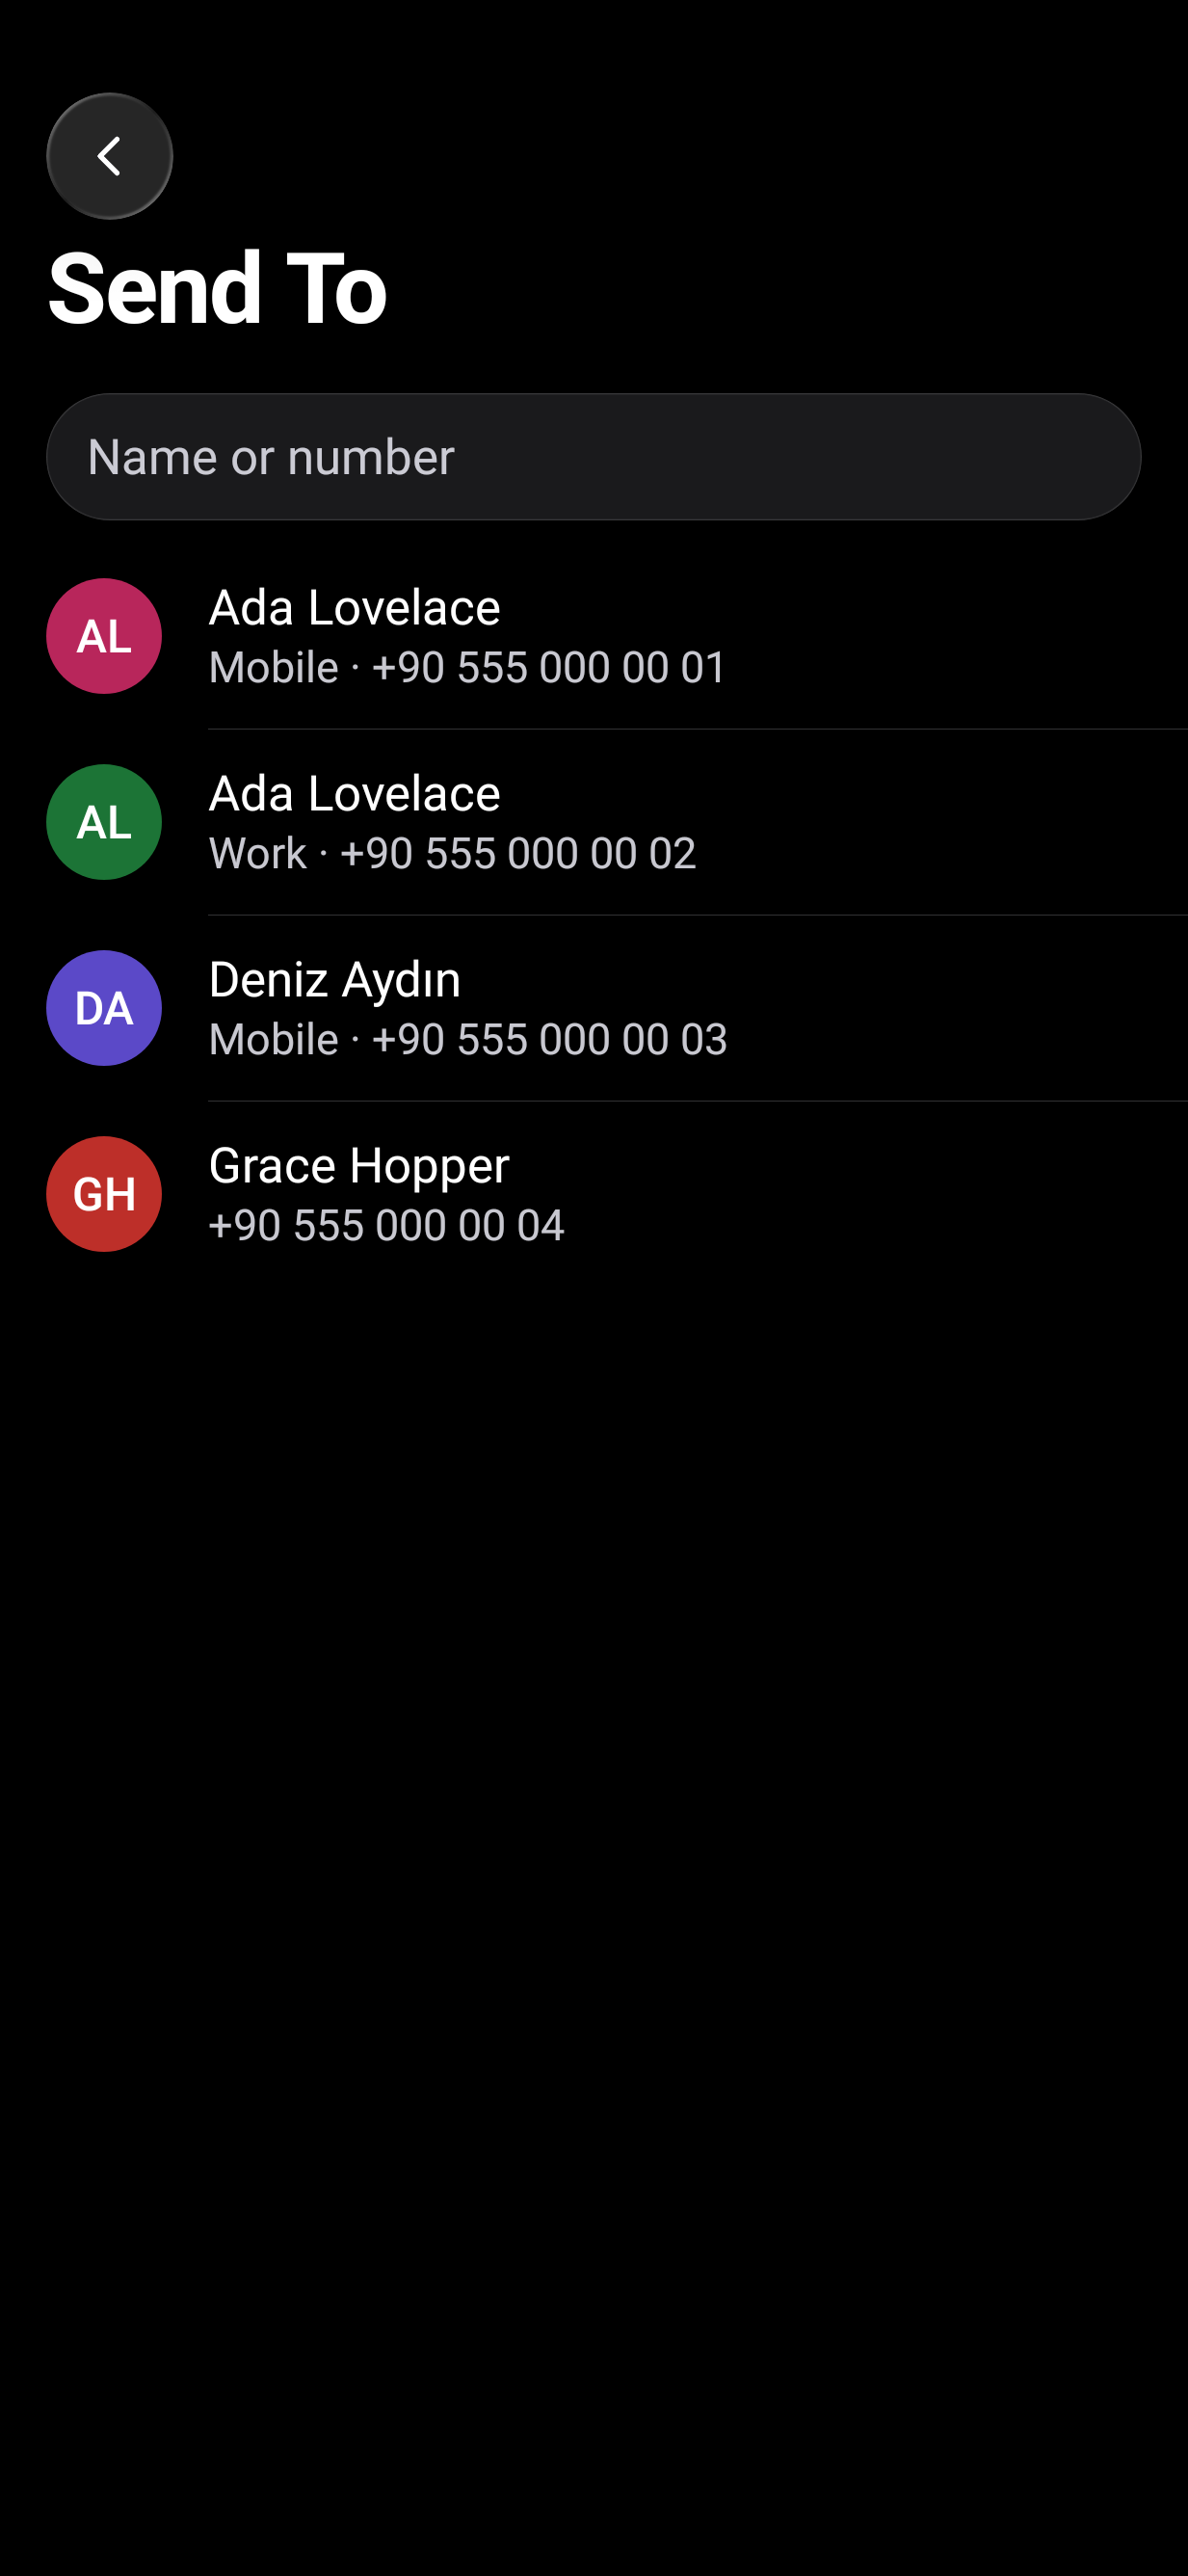 Send To
Name or number
AL
Ada Lovelace
Mobile · +90 555 000 00 01
AL
Ada Lovelace
Work · +90 555 000 00 02
DA
Deniz Aydın
Mobile · +90 555 000 00 03
GH
Grace Hopper
+90 555 000 00 04